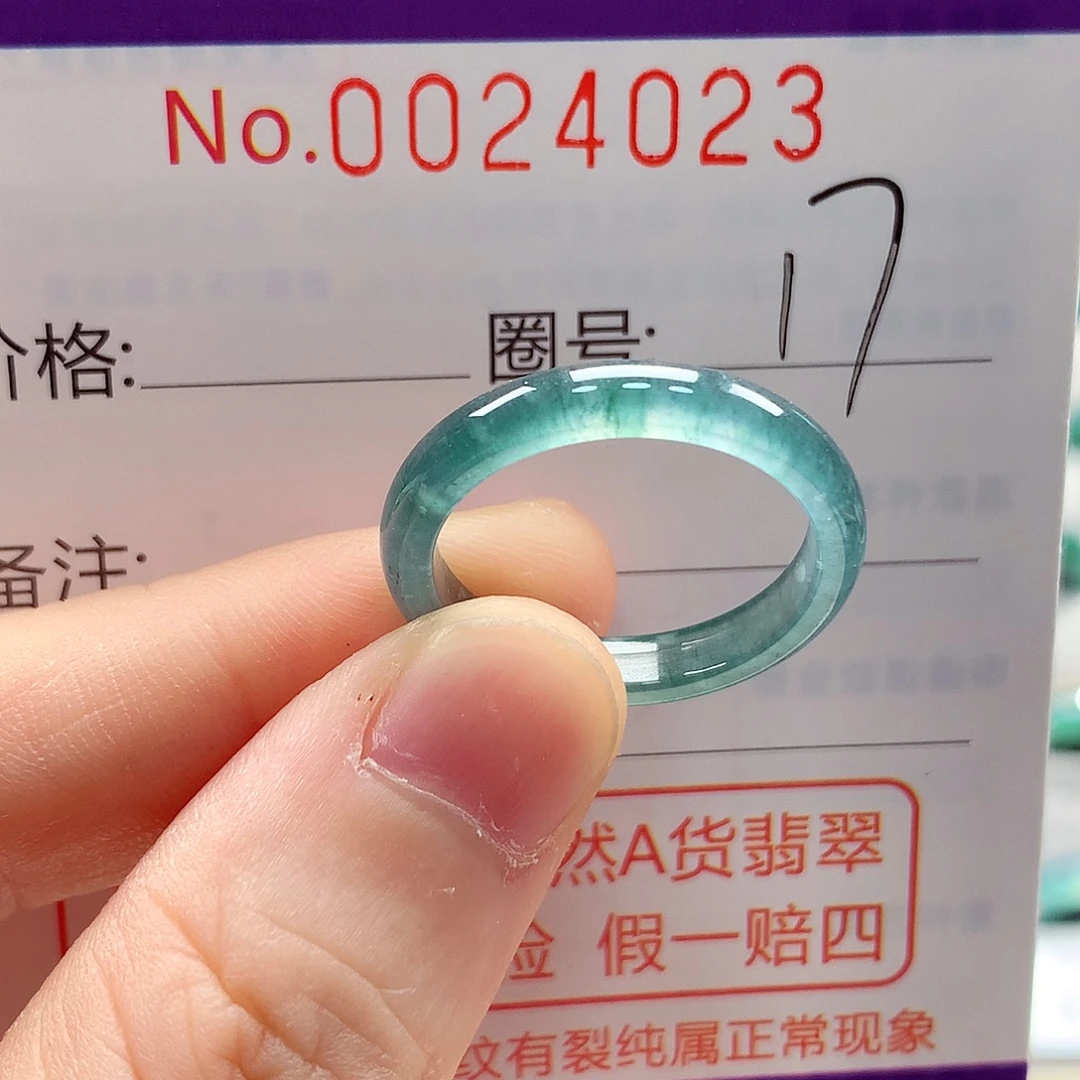 No.0024023
价格: 圈号: 17
备注:
然A货翡翠
验 假一赔四
纹有裂纯属正常现象